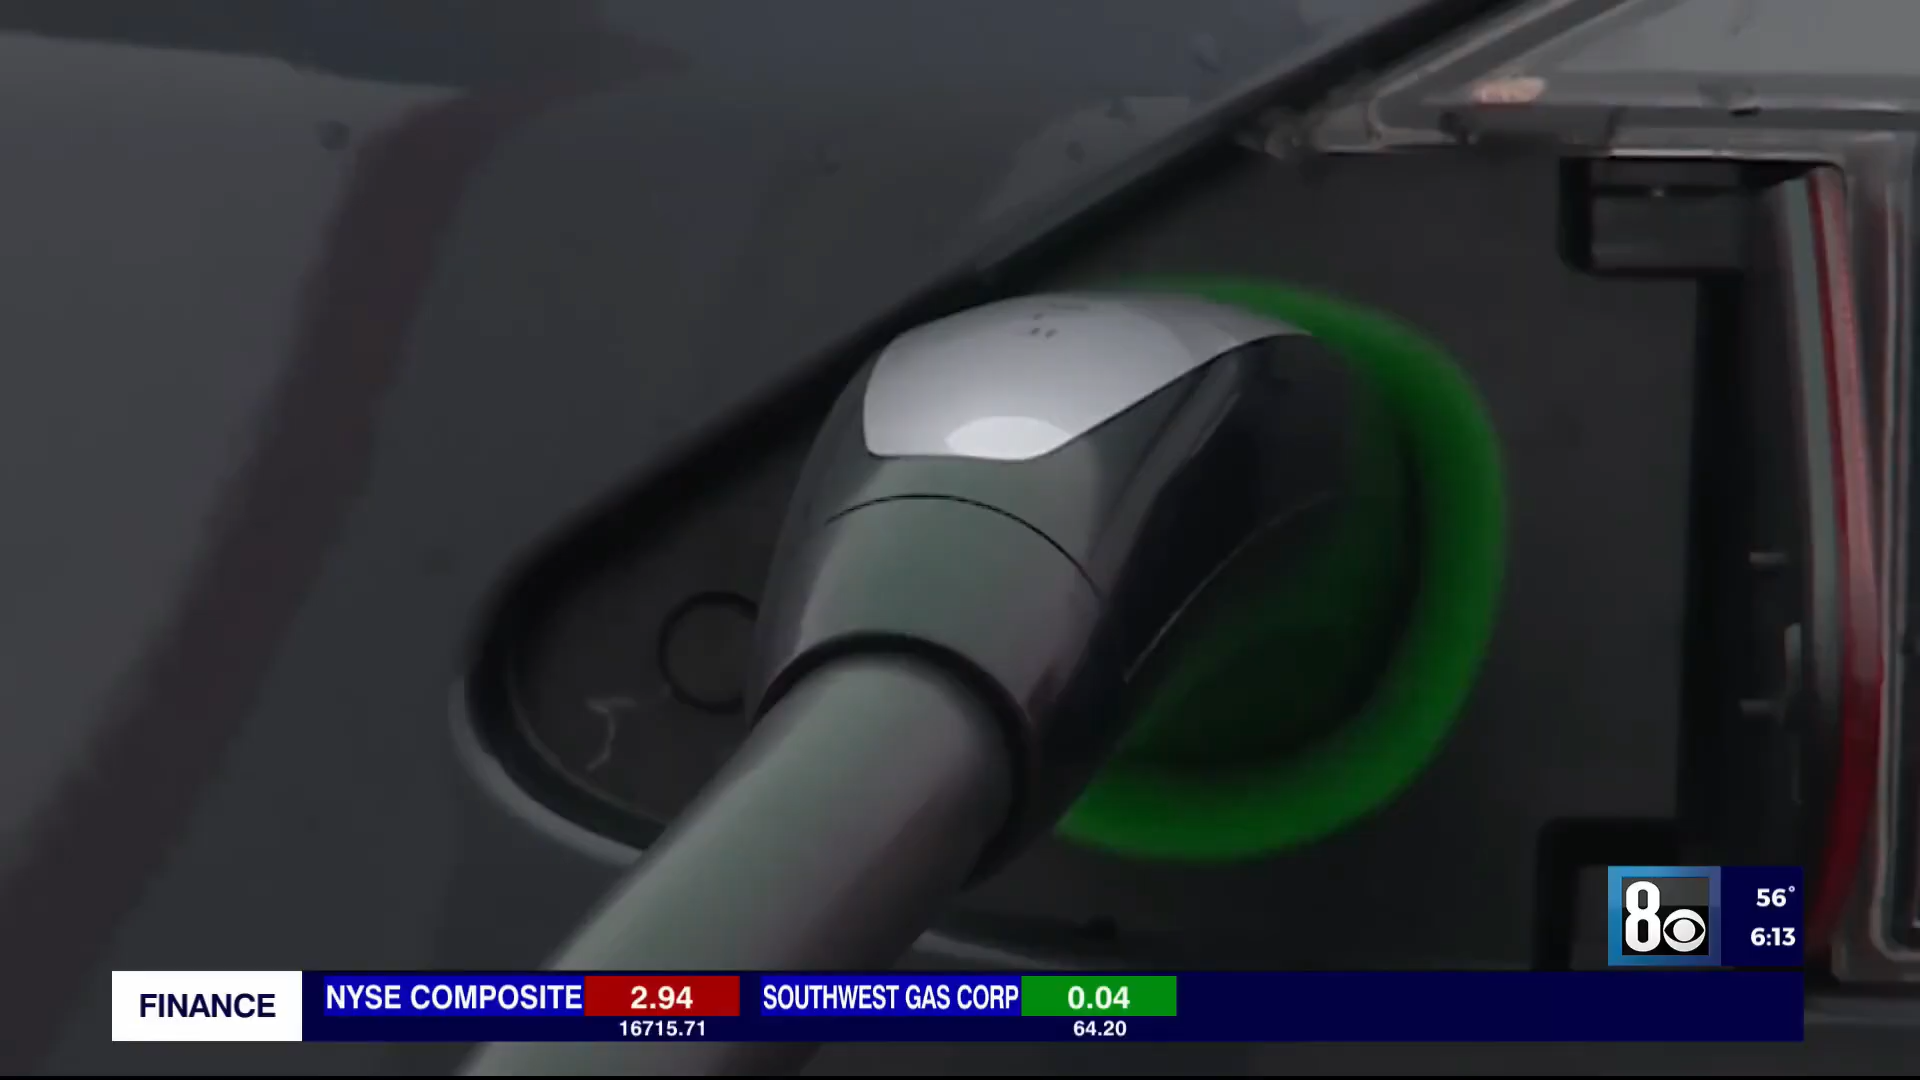 8
56°
6:13
FINANCE
NYSE COMPOSITE 2.94
16715.71
SOUTHWEST GAS CORP 0.04
64.20